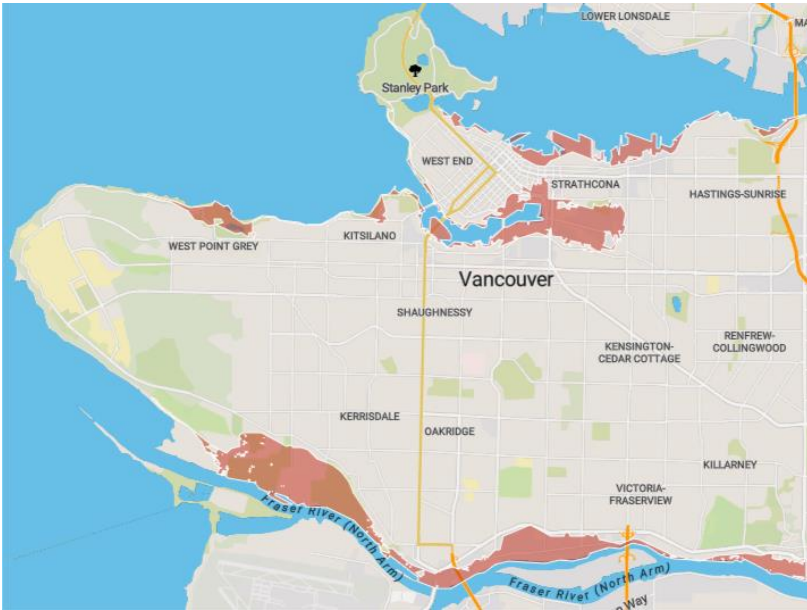 LOWER LONSDALE
MA
Stanley Park
WEST END
STRATHCONA
HASTINGS-SUNRISE
WEST POINT GREY
KITSILANO
Vancouver
SHAUGHNESSY
KENSINGTON-
CEDAR COTTAGE
RENFREW-
COLLINGWOOD
KERRISDALE
OAKRIDGE
KILLARNEY
VICTORIA-
FRASERVIEW
Fraser River (North Arm)
Fraser River (North Arm)
Way